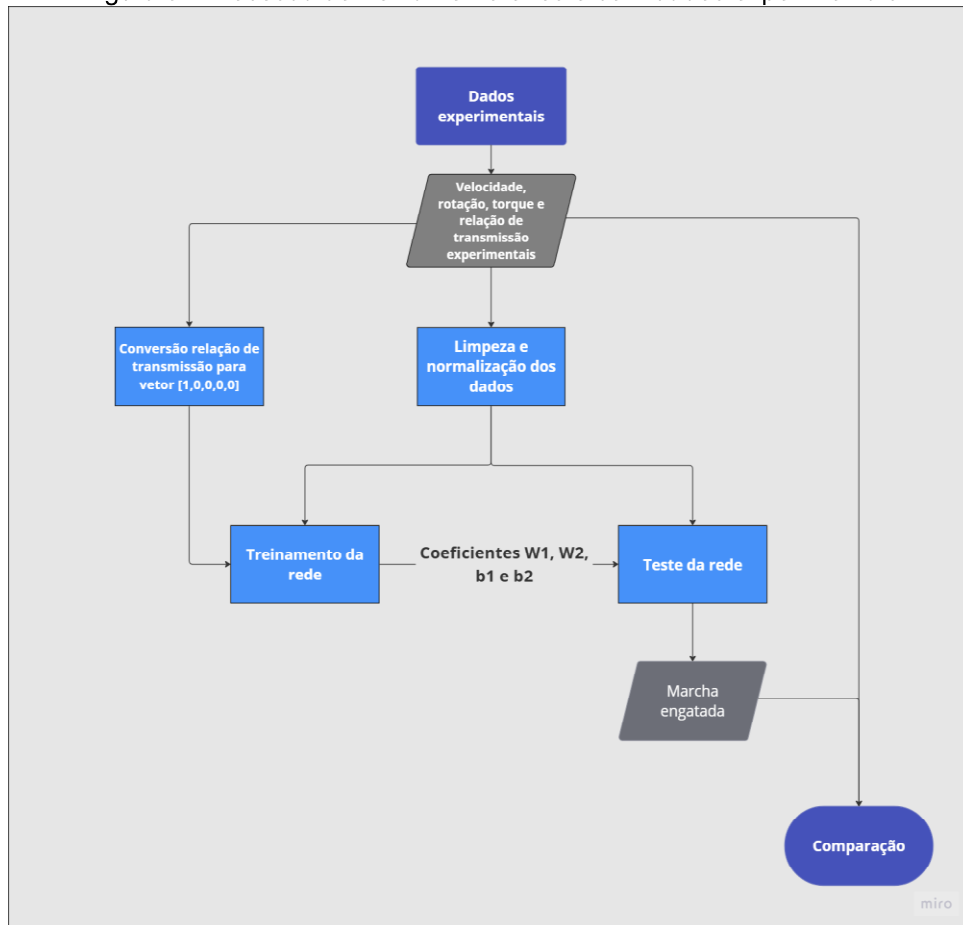 Dados
experimentais
Velocidade,
rotação, torque e
relação de
transmissão
experimentais
Conversão relação de
transmissão para
vetor [1,0,0,0,0]
Limpeza e
normalização dos
dados
Treinamento da
rede
Coeficientes W1, W2,
b1 e b2
Teste da rede
Marcha
engatada
Comparação
miro